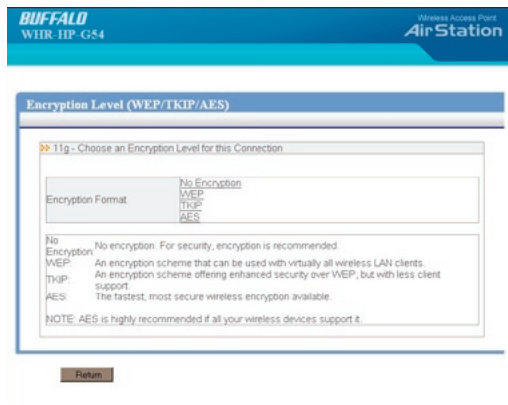 BUFFALO
WHR-HP-G54
Wireless Access Point
AirStation
Encryption Level (WEP/TKIP/AES)
11g - Choose an Encryption Level for this Connection
Encryption Format
No Encryption
WEP
TKIP
AES
No Encryption No encryption. For security, encryption is recommended.
WEP: An encryption scheme that can be used with virtually all wireless LAN clients.
TKIP: An encryption scheme offering enhanced security over WEP, but with less client
support.
AES: The fastest, most secure wireless encryption available.
NOTE: AES is highly recommended if all your wireless devices support it.
Return